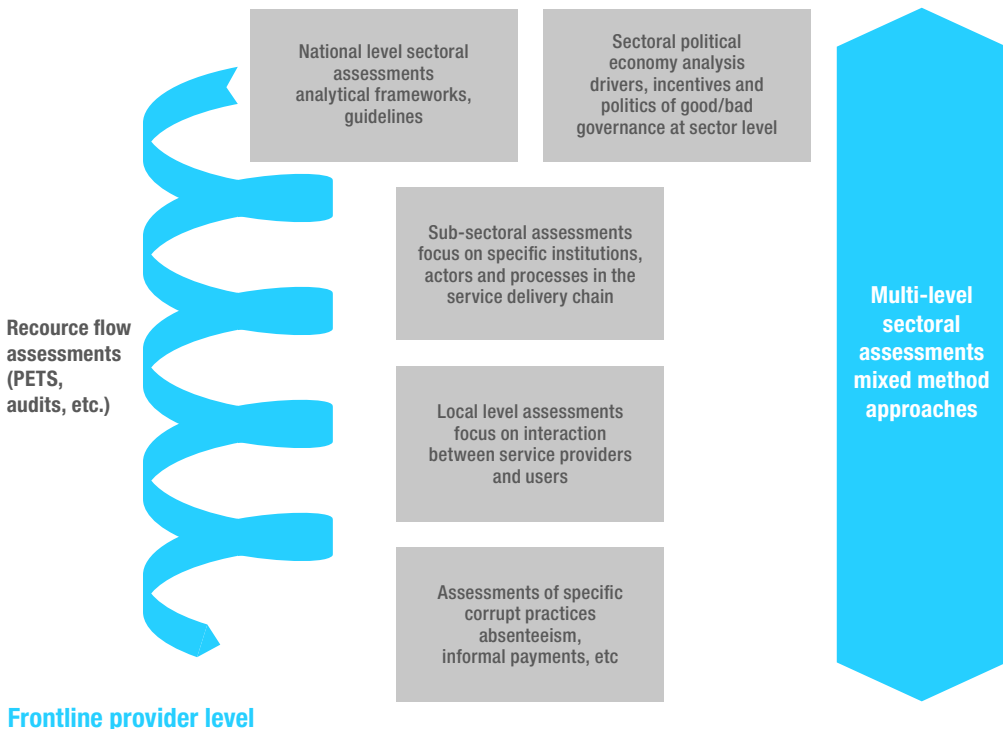 National level sectoral
assessments
analytical frameworks,
guidelines
Sectoral political
economy analysis
drivers, incentives and
politics of good/bad
governance at sector level
Sub-sectoral assessments
focus on specific institutions,
actors and processes in the
service delivery chain
Recource flow
assessments
(PETS,
audits, etc.)
Multi-level
sectoral
assessments
mixed method
approaches
Local level assessments
focus on interaction
between service providers
and users
Assessments of specific
corrupt practices
absenteeism,
informal payments, etc
Frontline provider level